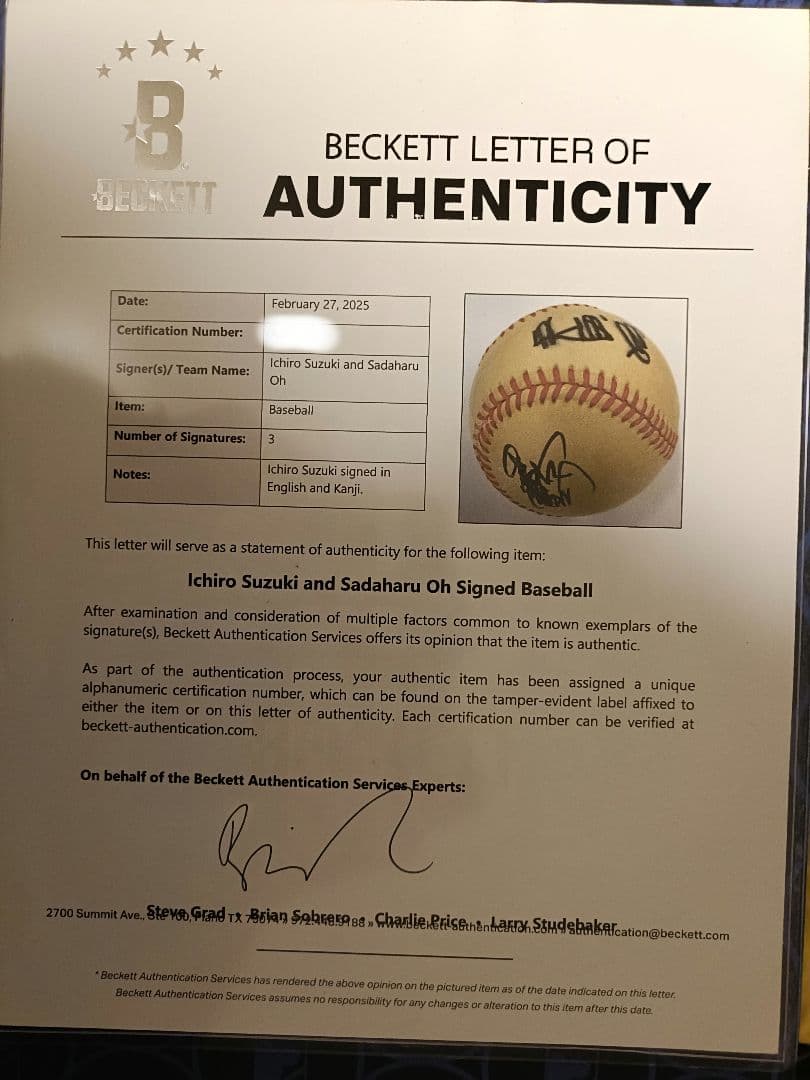 B
BECKETT
BECKETT LETTER OF
AUTHENTICITY
Date: February 27, 2025
Certification Number:
Signer(s)/ Team Name: Ichiro Suzuki and Sadaharu
Oh
Item: Baseball
Number of Signatures: 3
Notes: Ichiro Suzuki signed in
English and Kanji.
This letter will serve as a statement of authenticity for the following item:
Ichiro Suzuki and Sadaharu Oh Signed Baseball
After examination and consideration of multiple factors common to known exemplars of the
signature(s), Beckett Authentication Services offers its opinion that the item is authentic.
As part of the authentication process, your authentic item has been assigned a unique
alphanumeric certification number, which can be found on the tamper-evident label affixed to
either the item or on this letter of authenticity. Each certification number can be verified at
beckett-authentication.com.
On behalf of the Beckett Authentication Services Experts:
Steve Grad • Brian Sobrero • Charlie Price • Larry Studebaker
2700 Summit Ave., Plano TX » www.beckett-authentication.com » authentication@beckett.com
* Beckett Authentication Services has rendered the above opinion on the pictured item as of the date indicated on this letter.
Beckett Authentication Services assumes no responsibility for any changes or alteration to this item after this date.